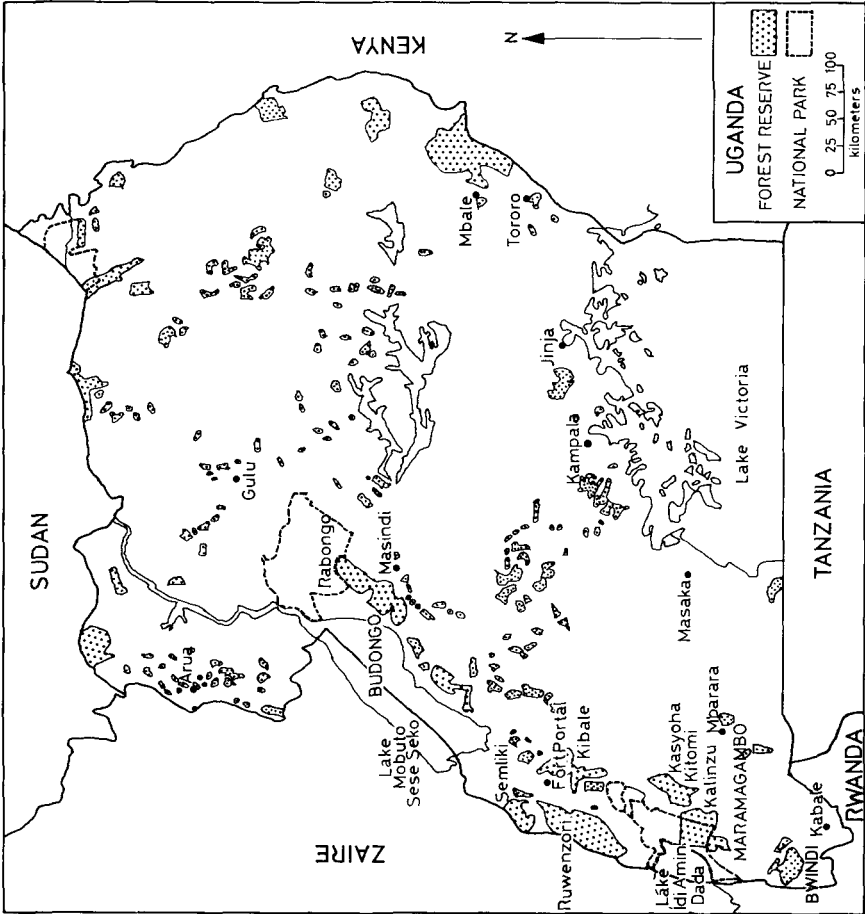 SUDAN
KENYA
ZAIRE
N
Arua
Gulu
Rabongo
Masindi
BUDONGO
Lake
Mobuto
Sese Seko
Semliki
Fort Portal
Kibale
Ruwenzori
Mbale
Tororo
Jinja
Kampala
Lake Victoria
Masaka
Kasyoha
Kitomi
Kalinzu
Mbarara
MARAMAGAMBO
Lake
Idi Amin
Dada
BWINDI
Kabale
RWANDA
TANZANIA
UGANDA
FOREST RESERVE
NATIONAL PARK
0 25 50 75 100
kilometers